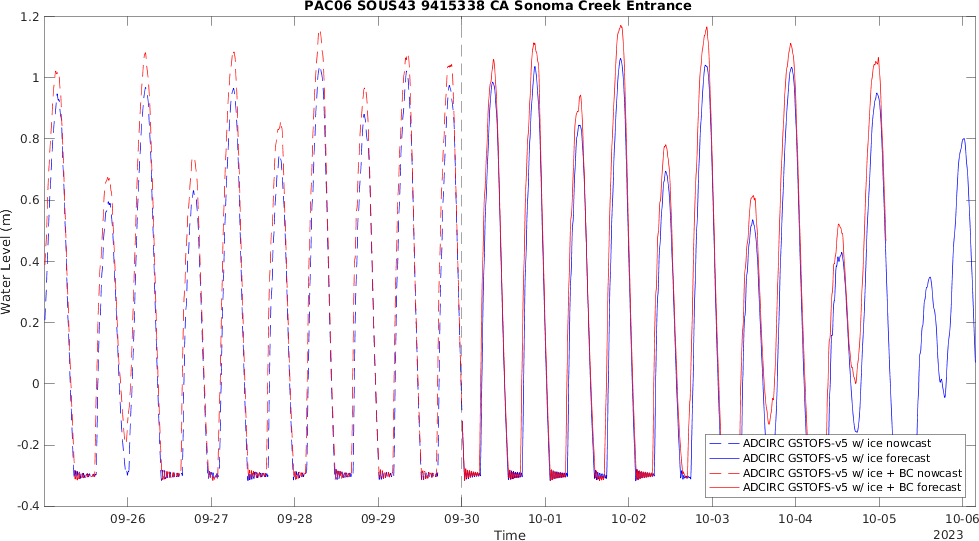 PAC06 SOUS43 9415338 CA Sonoma Creek Entrance
1.2
1
0.8
0.6
0.4
0.2
0
-0.2
-0.4
Water Level (m)
ADCIRC GSTOFS-v5 w/ ice nowcast
ADCIRC GSTOFS-v5 w/ ice forecast
ADCIRC GSTOFS-v5 w/ ice + BC nowcast
ADCIRC GSTOFS-v5 w/ ice + BC forecast
09-26 09-27 09-28 09-29 09-30 10-01 10-02 10-03 10-04 10-05 10-06
Time
2023